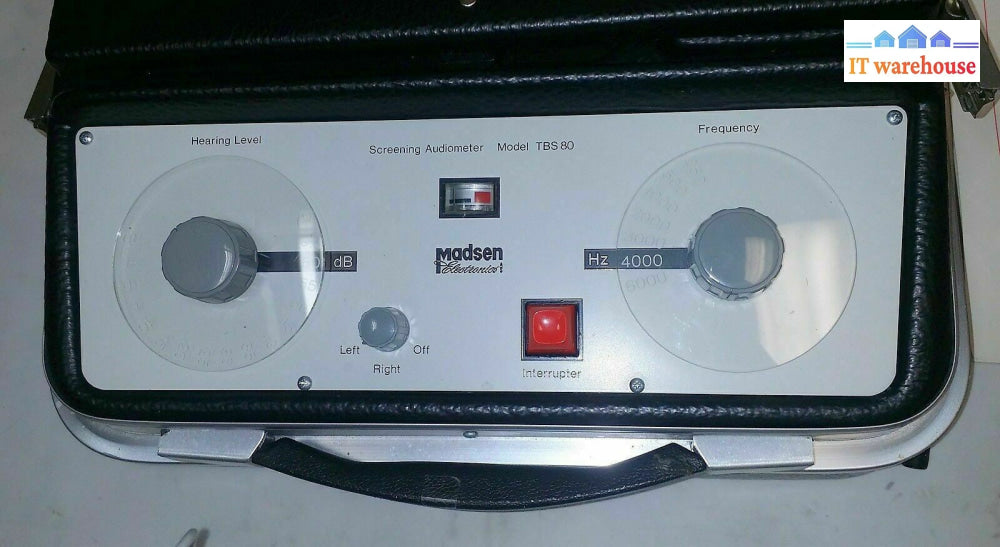 IT warehouse
Hearing Level
Frequency
Screening Audiometer Model TBS 80
Madsen
Electronics
dB
Hz 4000
6000
Left
Off
Right
Interrupter